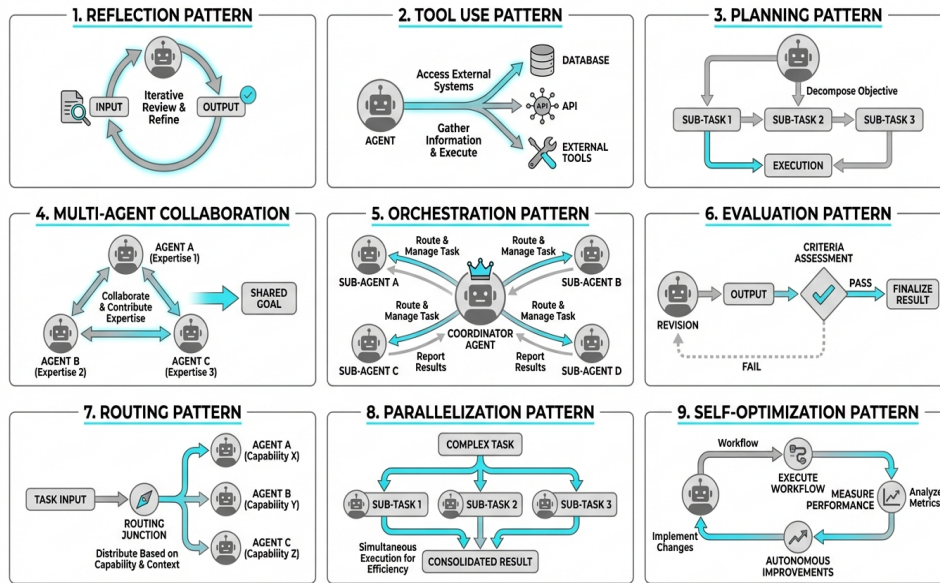 1. REFLECTION PATTERN
INPUT
Iterative
Review &
Refine
OUTPUT
2. TOOL USE PATTERN
AGENT
Access External
Systems
Gather
Information
& Execute
DATABASE
API
API
EXTERNAL
TOOLS
3. PLANNING PATTERN
Decompose Objective
SUB-TASK 1
SUB-TASK 2
SUB-TASK 3
EXECUTION
4. MULTI-AGENT COLLABORATION
AGENT A
(Expertise 1)
Collaborate
& Contribute
Expertise
AGENT B
(Expertise 2)
AGENT C
(Expertise 3)
SHARED
GOAL
5. ORCHESTRATION PATTERN
Route &
Manage Task
Route &
Manage Task
SUB-AGENT A
SUB-AGENT B
Route &
Manage Task
Route &
Manage Task
COORDINATOR
AGENT
SUB-AGENT C
Report
Results
Report
Results
SUB-AGENT D
6. EVALUATION PATTERN
CRITERIA
ASSESSMENT
REVISION
OUTPUT
PASS
FINALIZE
RESULT
FAIL
7. ROUTING PATTERN
TASK INPUT
ROUTING
JUNCTION
Distribute Based on
Capability & Context
AGENT A
(Capability X)
AGENT B
(Capability Y)
AGENT C
(Capabliity Z)
8. PARALLELIZATION PATTERN
COMPLEX TASK
SUB-TASK 1
SUB-TASK 2
SUB-TASK 3
Simultaneous
Execution for
Efficiency
CONSOLIDATED RESULT
9. SELF-OPTIMIZATION PATTERN
Workflow
EXECUTE
WORKFLOW
MEASURE
PERFORMANCE
Analyze
Metrics
Implement
Changes
AUTONOMOUS
IMPROVEMENTS